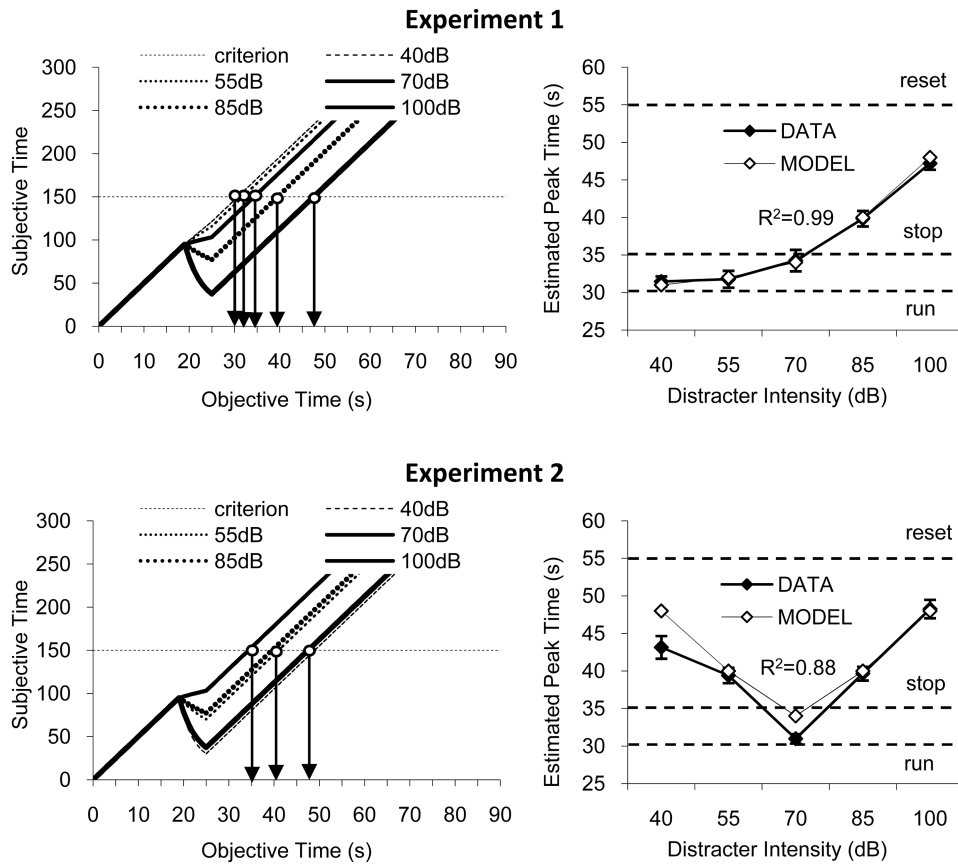 Experiment 1
criterion 40dB
55dB 70dB
85dB 100dB
Subjective Time
300
250
200
150
100
50
0
0 10 20 30 40 50 60 70 80 90
Objective Time (s)
Estimated Peak Time (s)
60
55
50
45
40
35
30
25
reset
DATA
MODEL
R²=0.99
stop
run
40 55 70 85 100
Distracter Intensity (dB)
Experiment 2
criterion 40dB
55dB 70dB
85dB 100dB
Subjective Time
300
250
200
150
100
50
0
0 10 20 30 40 50 60 70 80 90
Objective Time (s)
Estimated Peak Time (s)
60
55
50
45
40
35
30
25
reset
DATA
MODEL
R²=0.88
stop
run
40 55 70 85 100
Distracter Intensity (dB)